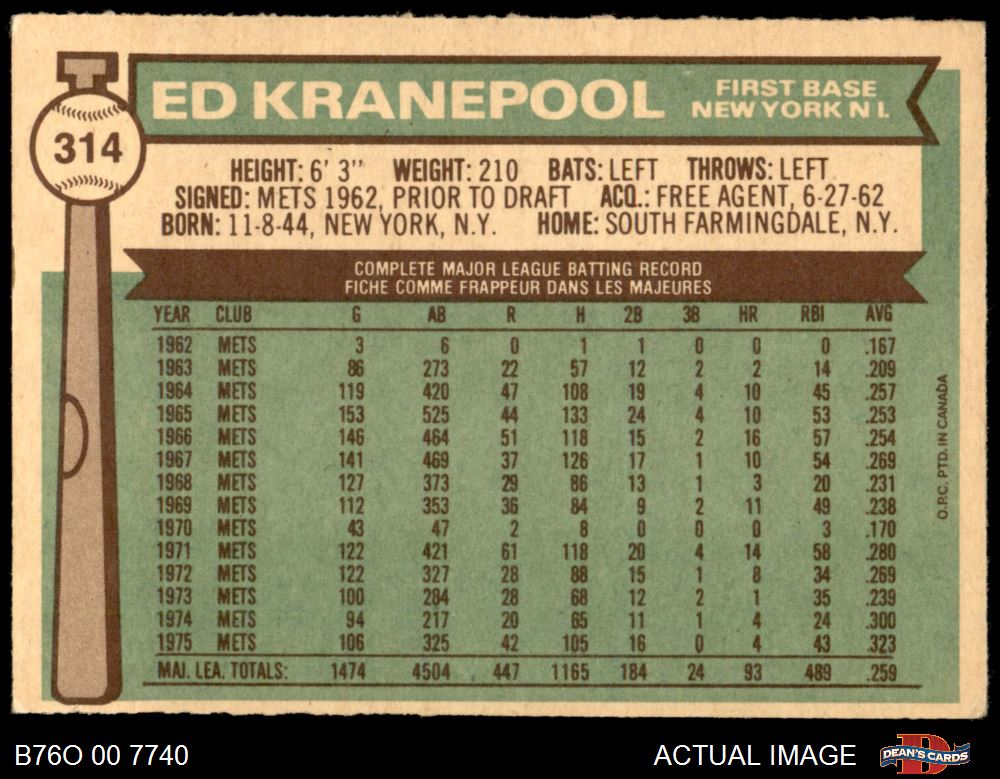 ED KRANEPOOL
FIRST BASE
NEW YORK N L
314
HEIGHT: 6' 3" WEIGHT: 210 BATS: LEFT THROWS: LEFT
SIGNED: METS 1962, PRIOR TO DRAFT ACQ.: FREE AGENT, 6-27-62
BORN: 11-8-44, NEW YORK, N.Y. HOME: SOUTH FARMINGDALE, N.Y.
COMPLETE MAJOR LEAGUE BATTING RECORD
FICHE COMME FRAPPEUR DANS LES MAJEURES
YEAR CLUB G AB R H 2B 3B HR RBI AVG
1962 METS 3 6 0 1 1 0 0 0 .167
1963 METS 86 273 22 57 12 2 2 14 .209
1964 METS 119 420 47 108 19 4 10 45 .257
1965 METS 153 525 44 133 24 4 10 53 .253
1966 METS 146 464 51 118 15 2 16 57 .254
1967 METS 141 469 37 126 17 1 10 54 .269
1968 METS 127 373 29 86 13 1 3 20 .231
1969 METS 112 353 36 84 9 2 11 49 .238
1970 METS 43 47 2 8 0 0 0 3 .170
1971 METS 122 421 61 118 20 4 14 58 .280
1972 METS 122 327 28 88 15 1 8 34 .269
1973 METS 100 284 28 68 12 2 1 35 .239
1974 METS 94 217 20 65 11 1 4 24 .300
1975 METS 106 325 42 105 16 0 4 43 .323
MAJ. LEA. TOTALS: 1474 4504 447 1165 184 24 93 489 .259
O.P.C. PTD. IN CANADA
B76O 00 7740
ACTUAL IMAGE
D
DEAN'S CARDS